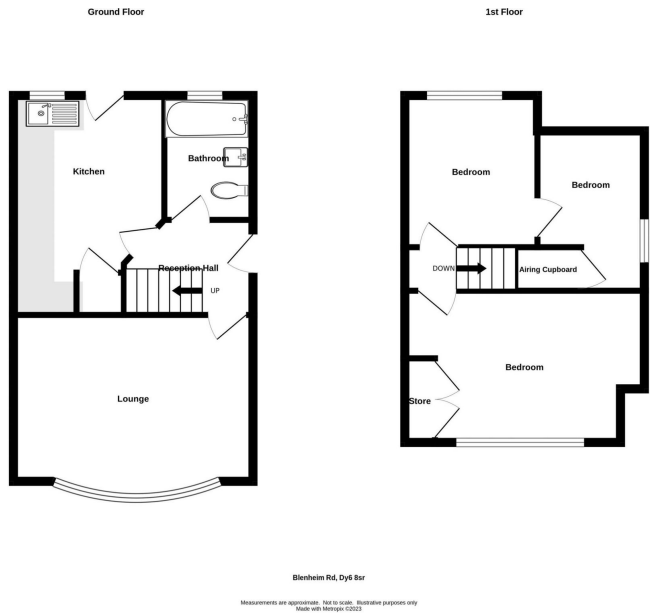 Ground Floor
1st Floor
Kitchen
Bathroom
Reception Hall
UP
Lounge
Bedroom
Bedroom
DOWN
Airing Cupboard
Bedroom
Store
Blenheim Rd, Dy6 8sr
Measurements are approximate. Not to scale. Illustrative purposes only
Made with Metropix ©2023